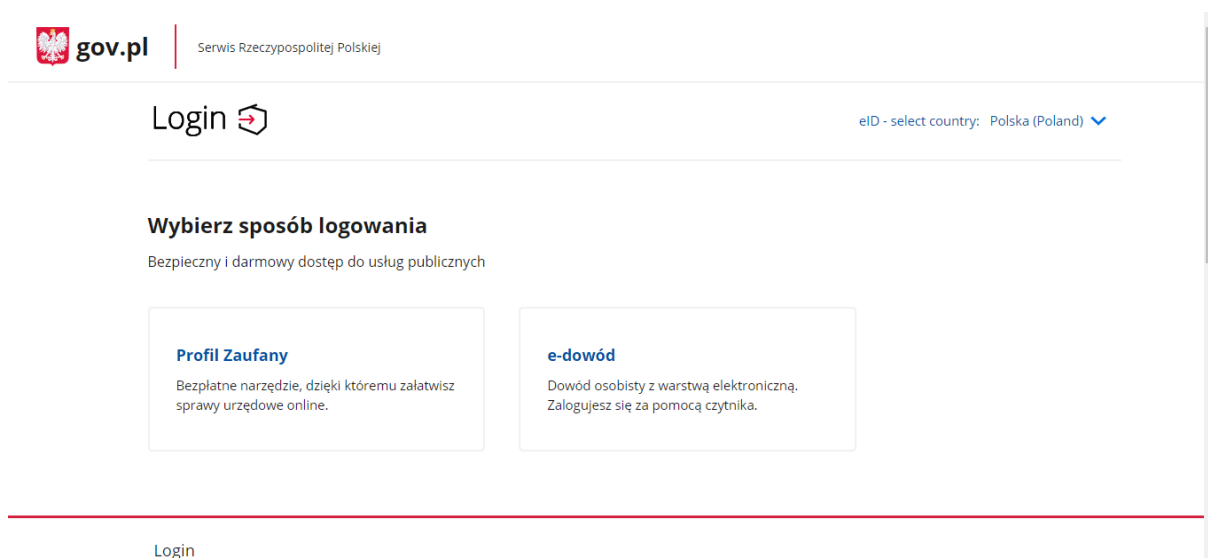 gov.pl
Serwis Rzeczypospolitej Polskiej
Login
eID - select country: Polska (Poland)
Wybierz sposób logowania
Bezpieczny i darmowy dostęp do usług publicznych
Profil Zaufany
Bezpłatne narzędzie, dzięki któremu załatwisz
sprawy urzędowe online.
e-dowód
Dowód osobisty z warstwą elektroniczną.
Zalogujesz się za pomocą czytnika.
Login